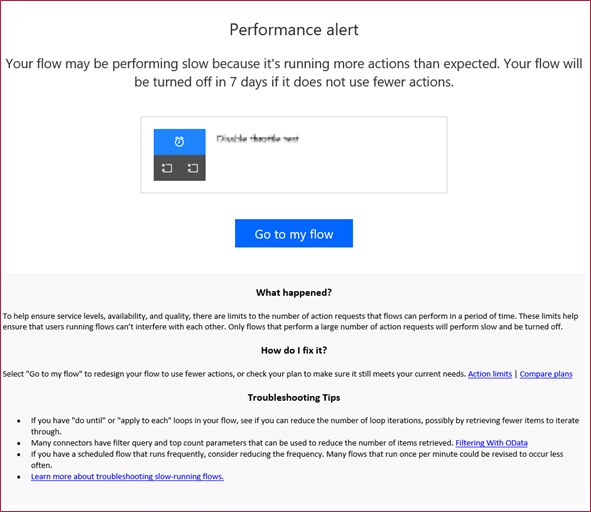 Performance alert
Your flow may be performing slow because it's running more actions than expected. Your flow will
be turned off in 7 days if it does not use fewer actions.
Disable throttle test
Go to my flow
What happened?
To help ensure service levels, availability, and quality, there are limits to the number of action requests that flows can perform in a period of time. These limits help
ensure that users running flows can't interfere with each other. Only flows that perform a large number of action requests will perform slow and be turned off.
How do I fix it?
Select "Go to my flow" to redesign your flow to use fewer actions, or check your plan to make sure it still meets your current needs. Action limits | Compare plans
Troubleshooting Tips
• If you have "do until" or "apply to each" loops in your flow, see if you can reduce the number of loop iterations, possibly by retrieving fewer items to iterate
through.
• Many connectors have filter query and top count parameters that can be used to reduce the number of items retrieved. Filtering With OData
• If you have a scheduled flow that runs frequently, consider reducing the frequency. Many flows that run once per minute could be revised to occur less
often.
• Learn more about troubleshooting slow-running flows.